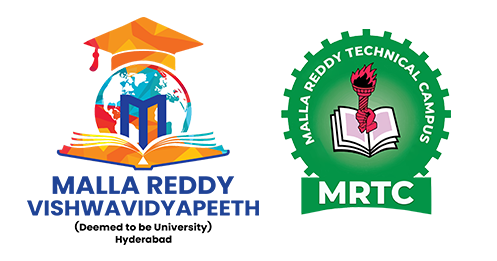 M
MALLA REDDY
VISHWAVIDYAPEETH
(Deemed to be University)
Hyderabad
MALLA REDDY TECHNICAL CAMPUS
MRTC